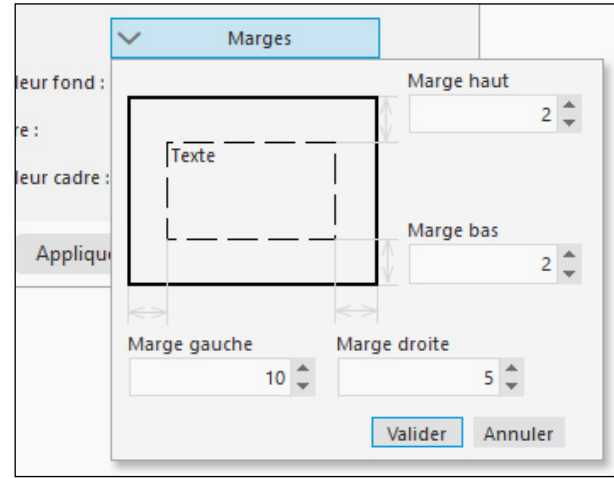 Marges
leur fond :
Marge haut
2
re :
Texte
leur cadre :
Marge bas
Applique
2
Marge gauche
Marge droite
10
5
Valider
Annuler